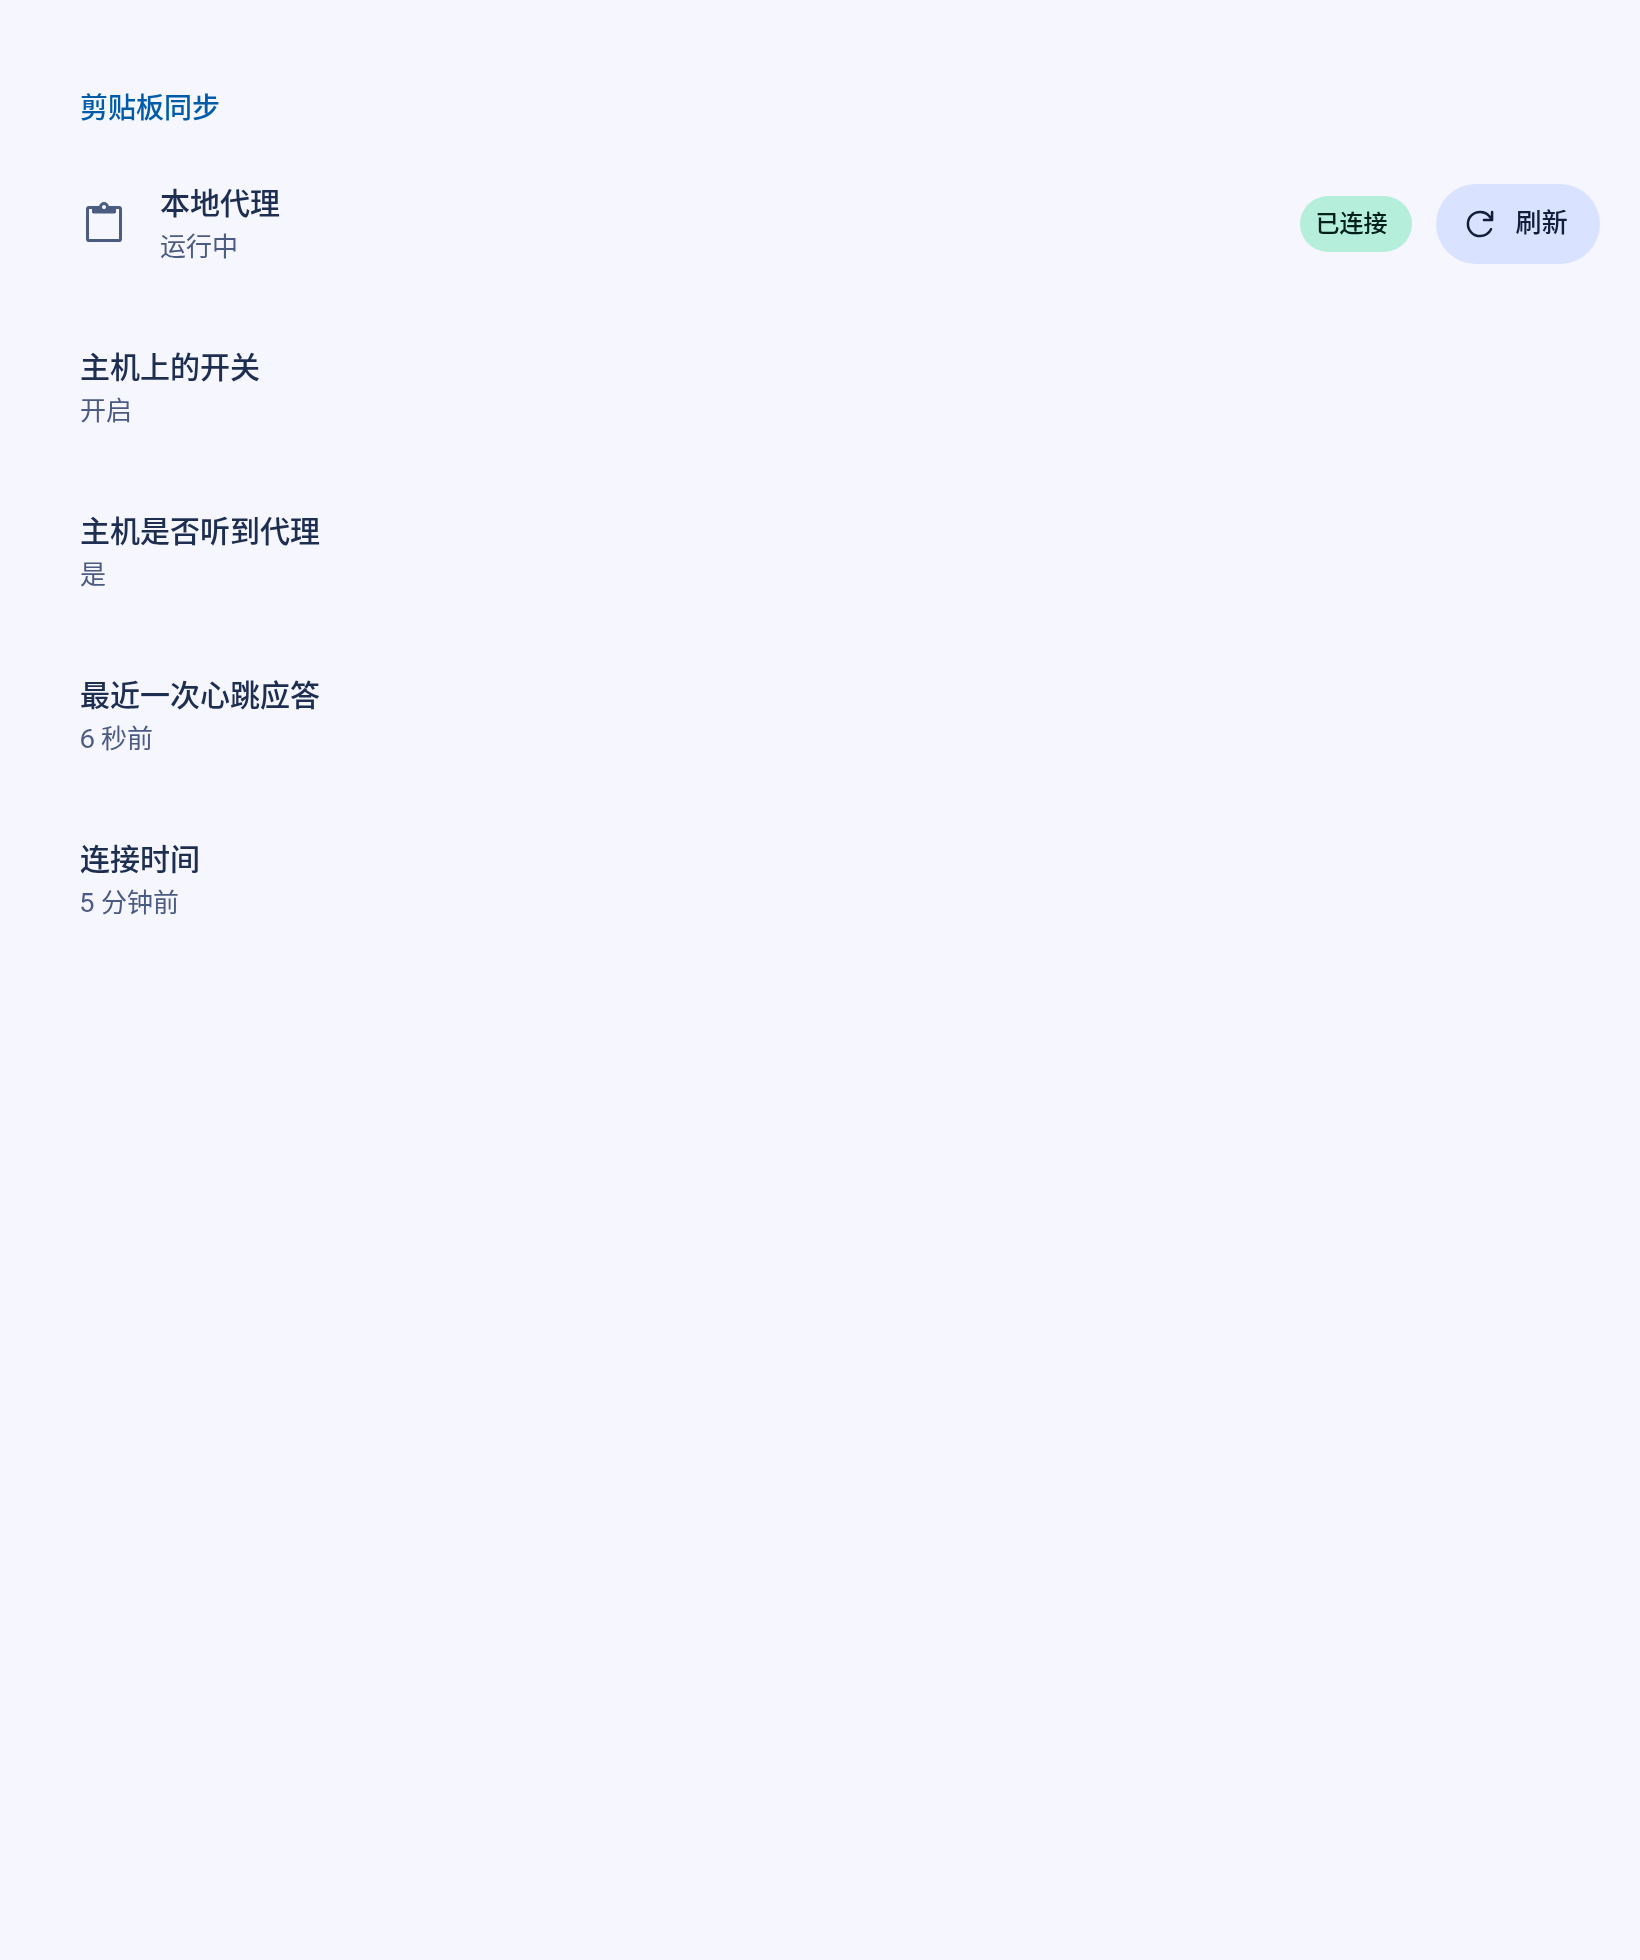 剪贴板同步
本地代理
运行中
已连接
刷新
主机上的开关
开启
主机是否听到代理
是
最近一次心跳应答
6 秒前
连接时间
5 分钟前